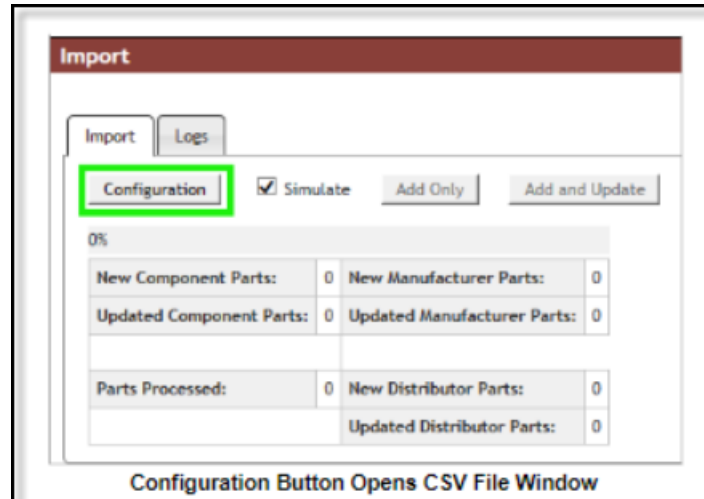 Import
Import Logs
Configuration Simulate Add Only Add and Update
0%
New Component Parts: 0 New Manufacturer Parts: 0
Updated Component Parts: 0 Updated Manufacturer Parts: 0
Parts Processed: 0 New Distributor Parts: 0
Updated Distributor Parts: 0
Configuration Button Opens CSV File Window